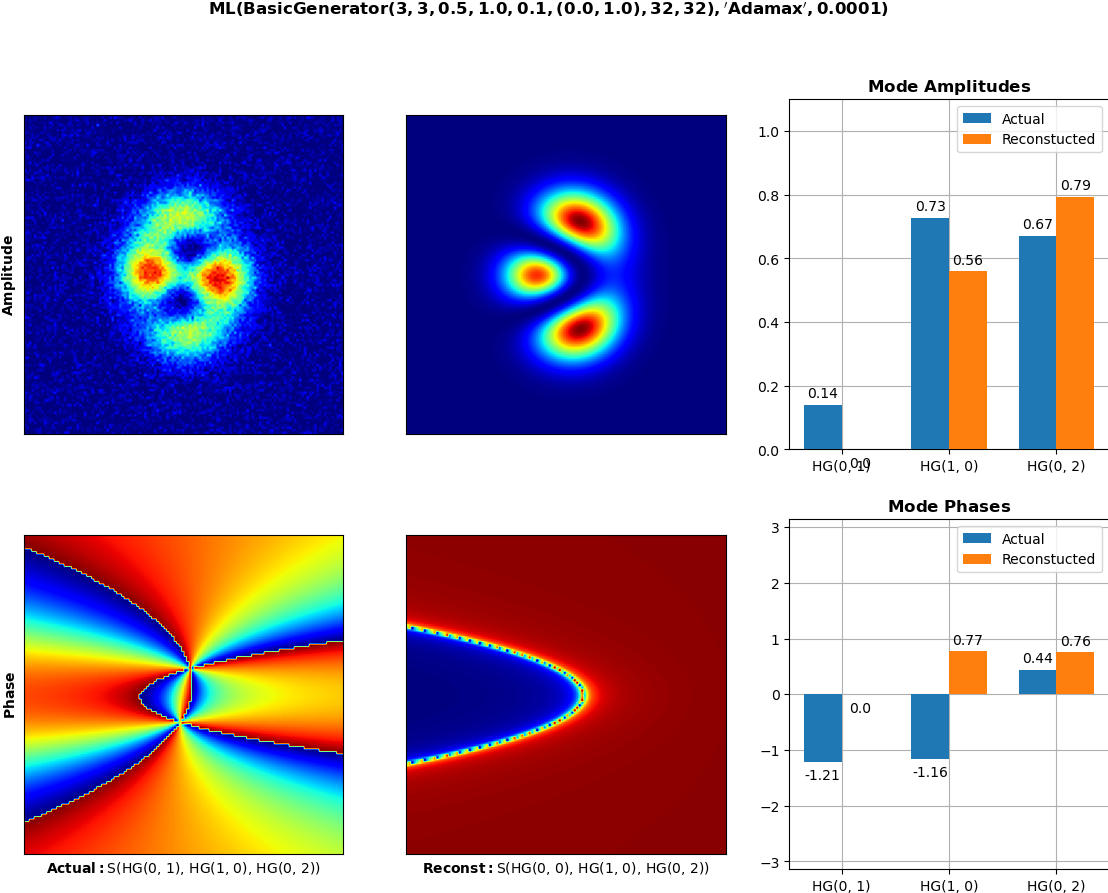 ML(BasicGenerator(3, 3, 0.5, 1.0, 0.1, (0.0, 1.0), 32, 32), ′Adamax′, 0.0001)
Mode Amplitudes
Actual
Reconstucted
1.0
0.8
0.6
0.4
0.2
0.0
0.14
0.0
0.73
0.56
0.67
0.79
HG(0, 1)
HG(1, 0)
HG(0, 2)
Amplitude
Mode Phases
Actual
Reconstucted
3
2
1
0
−1
−2
−3
-1.21
0.0
-1.16
0.77
0.44
0.76
HG(0, 1)
HG(1, 0)
HG(0, 2)
Phase
Actual: S(HG(0, 1), HG(1, 0), HG(0, 2))
Reconst: S(HG(0, 0), HG(1, 0), HG(0, 2))